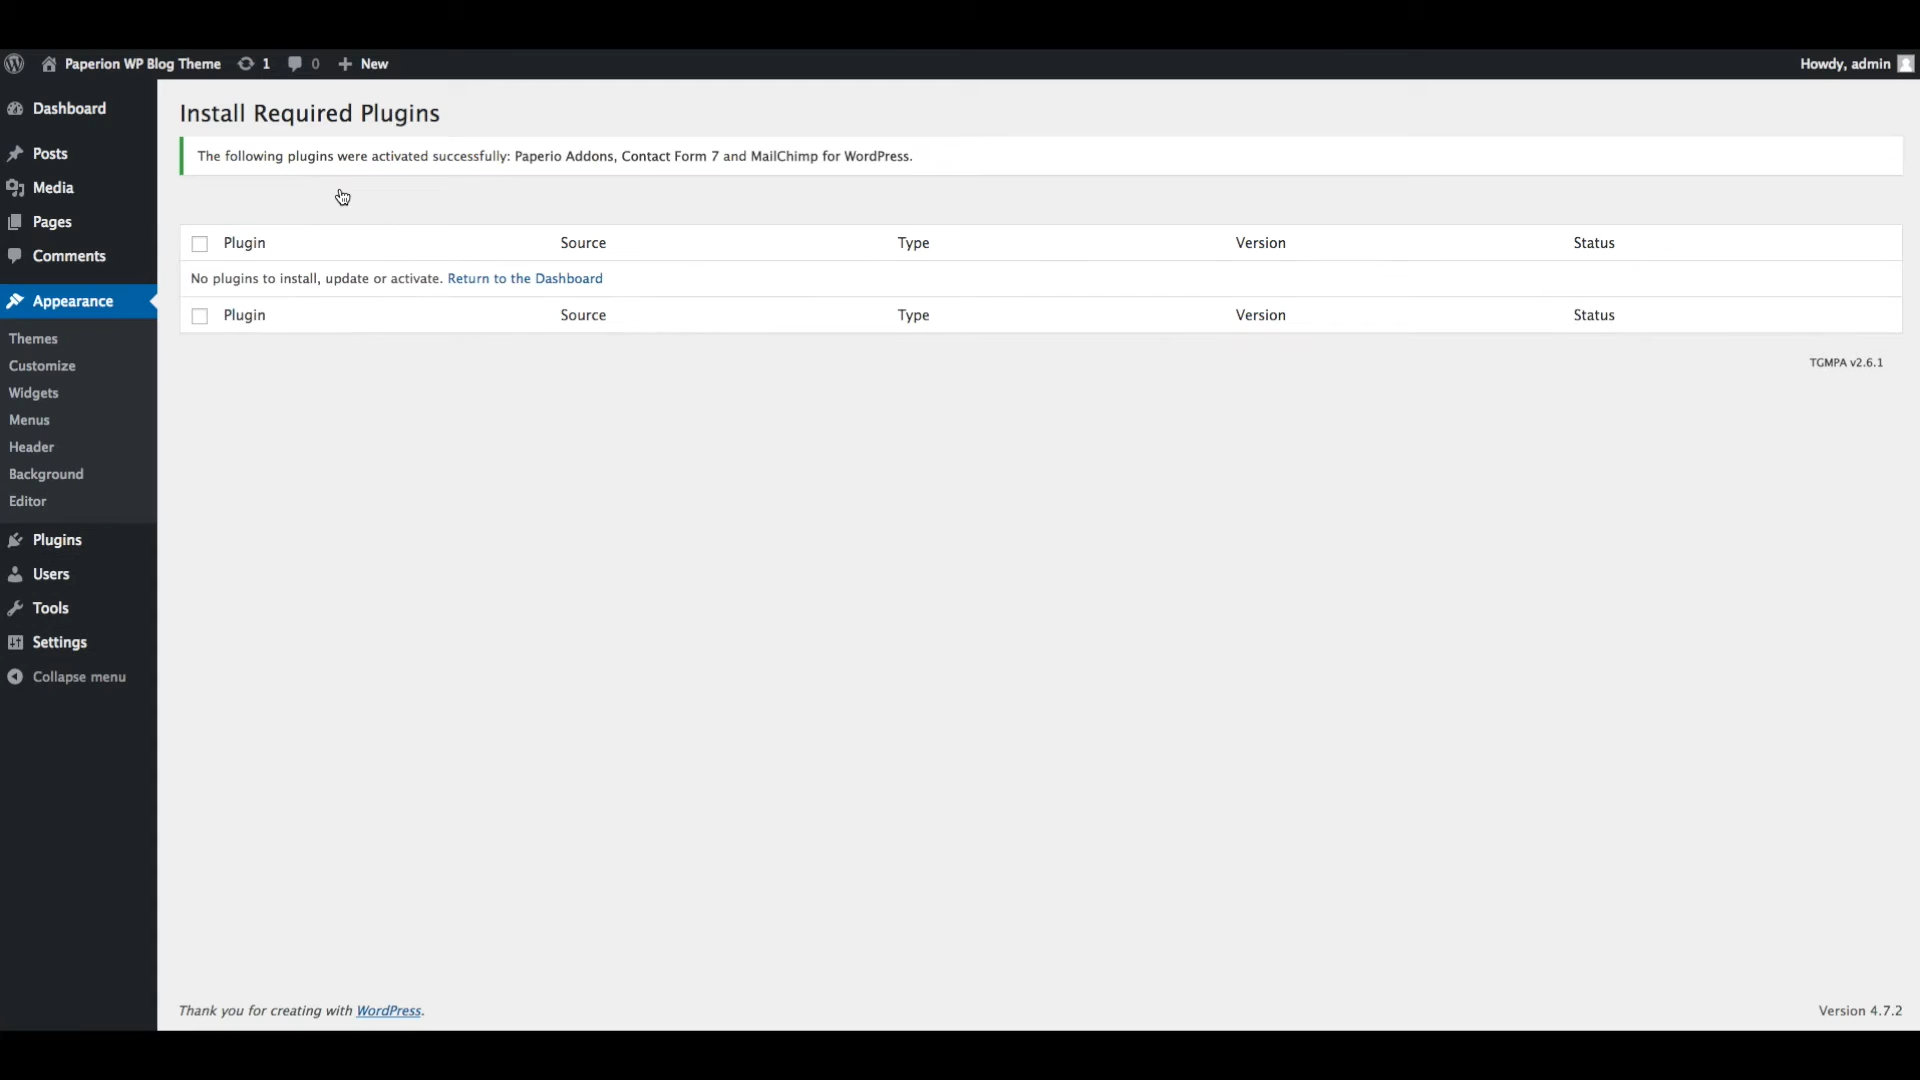 Paperion WP Blog Theme 1 0 New Howdy, admin
Dashboard
Posts
Media
Pages
Comments
Appearance
Themes
Customize
Widgets
Menus
Header
Background
Editor
Plugins
Users
Tools
Settings
Collapse menu
Install Required Plugins
The following plugins were activated successfully: Paperio Addons, Contact Form 7 and MailChimp for WordPress.
Plugin Source Type Version Status
No plugins to install, update or activate. Return to the Dashboard
Plugin Source Type Version Status
TGMPA v2.6.1
Thank you for creating with WordPress. Version 4.7.2